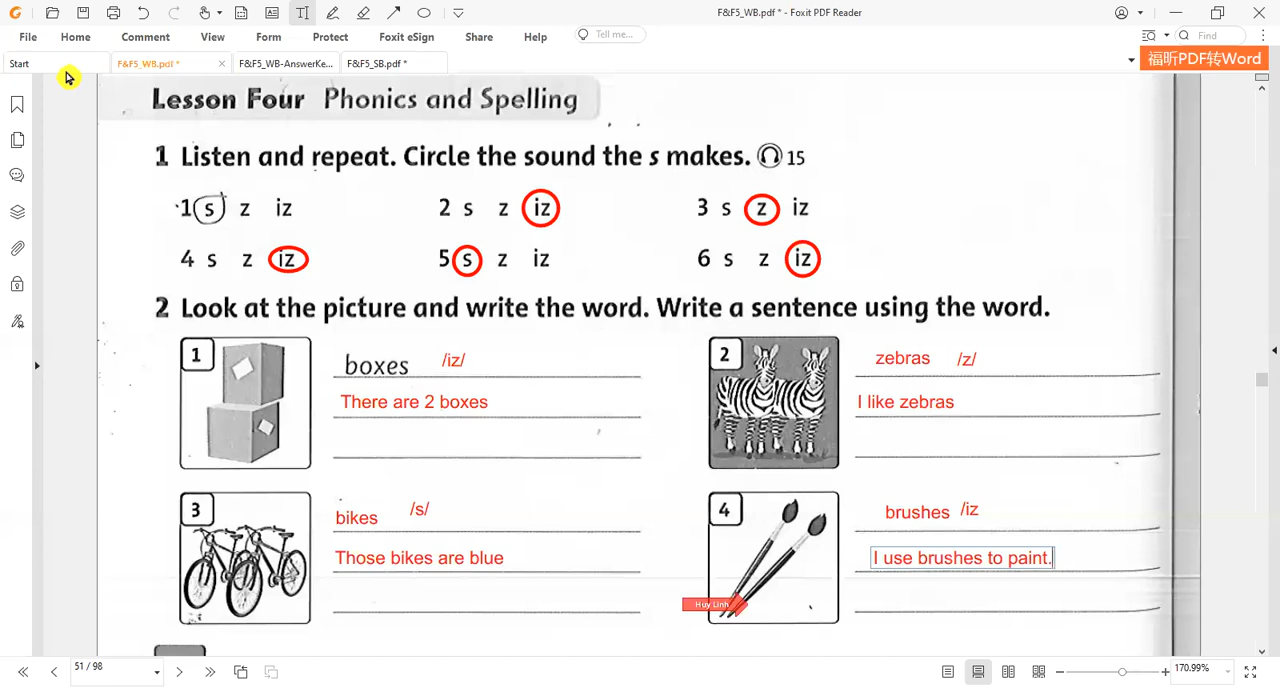 F&F5_WB.pdf * - Foxit PDF Reader
File Home Comment View Form Protect Foxit eSign Share Help Tell me... Find
Start F&F5_WB.pdf * F&F5_WB-AnswerKe... F&F5_SB.pdf * 福昕PDF转Word
Lesson Four Phonics and Spelling
1 Listen and repeat. Circle the sound the s makes. 15
1 s z iz 2 s z iz 3 s z iz
4 s z iz 5 s z iz 6 s z iz
2 Look at the picture and write the word. Write a sentence using the word.
1 boxes /iz/
There are 2 boxes
2 zebras /z/
I like zebras
3 bikes /s/
Those bikes are blue
4 brushes /iz
I use brushes to paint.
Huy Linh
51 / 98 170.99%